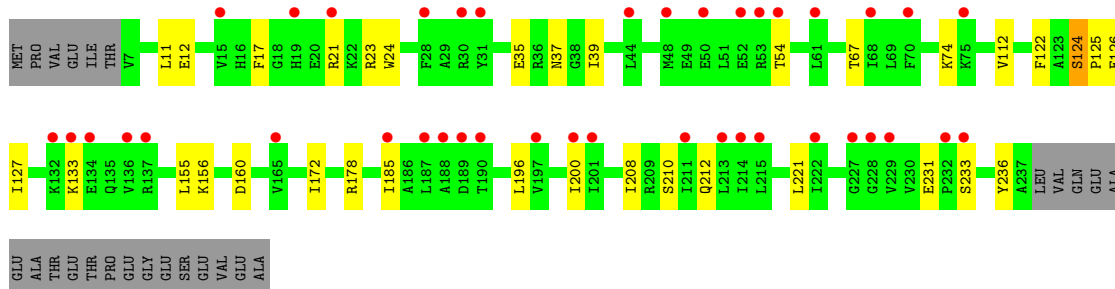 MET PRO VAL GLU ILE THR V7 L11 E12 V15 H16 F17 G18 H19 E20 R21 K22 R23 W24 F28 A29 R30 Y31 E35 R36 N37 G38 I39 L44 M48 E49 E50 L51 E52 R53 T54 L61 T67 I68 L69 F70 K74 K75 V112 F122 A123 S124 P125 E126
I127 K132 K133 E134 Q135 V136 R137 L155 K156 D160 V165 I172 R178 I185 A186 L187 A188 D189 T190 L196 V197 I200 I201 I208 R209 S210 I211 Q212 L213 I214 L215 L221 I222 G227 G228 V229 V230 E231 P232 S233 Y236 A237 LEU VAL GLN GLU ALA
GLU ALA THR GLU THR PRO GLU GLY GLU SER GLU VAL GLU ALA